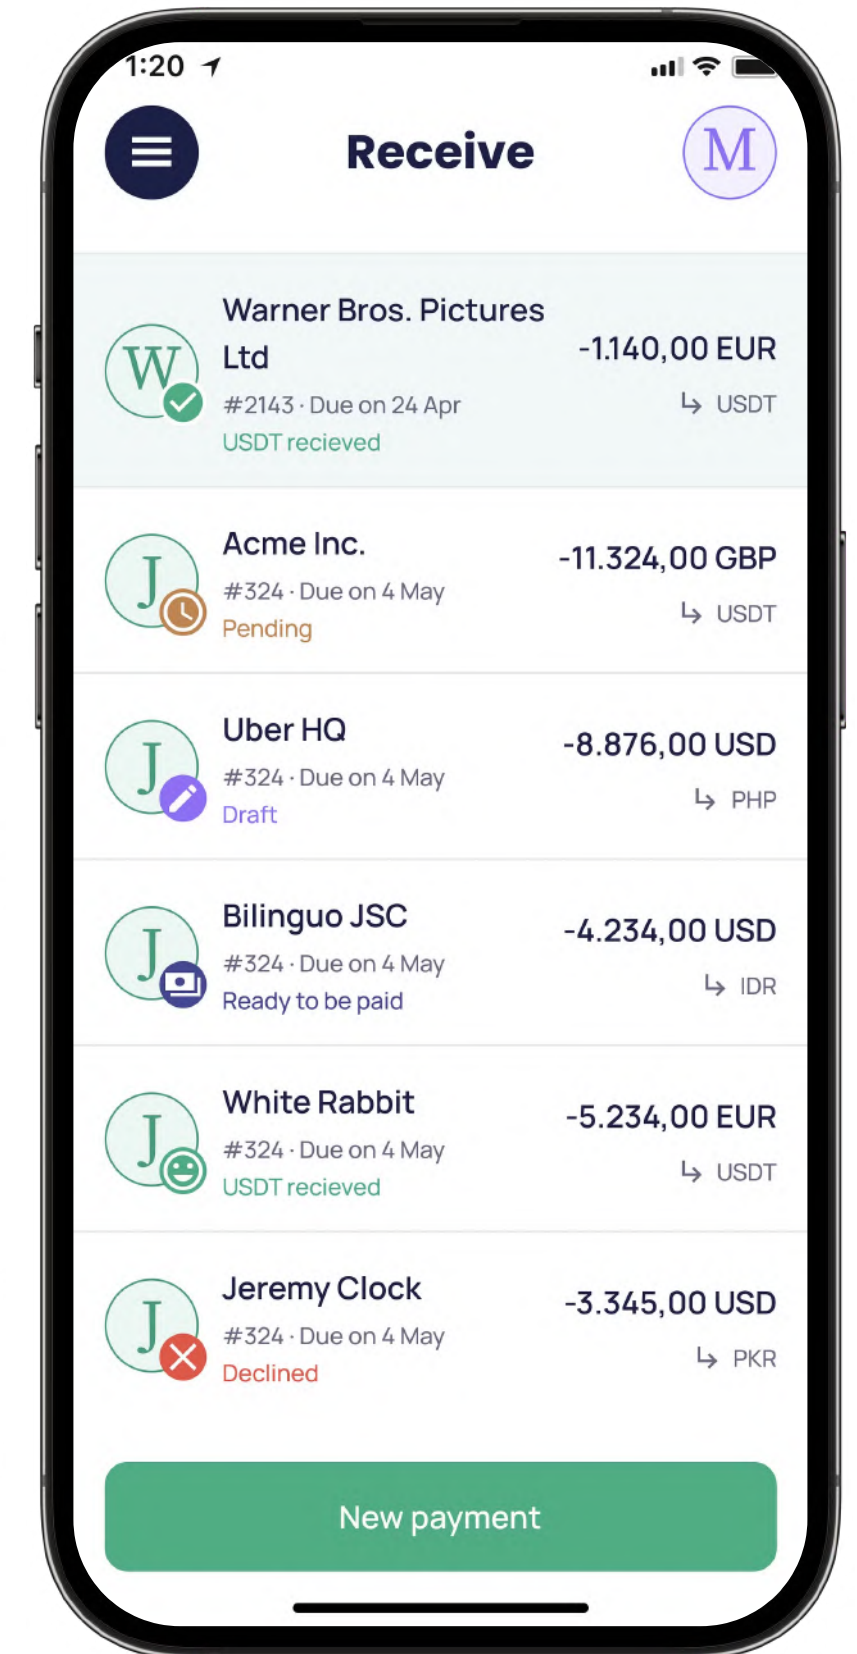 1:20
Receive
M
Warner Bros. Pictures
Ltd
W
-1.140,00 EUR
#2143 · Due on 24 Apr
USDT
USDT recieved
Acme Inc.
J
-11.324,00 GBP
#324 · Due on 4 May
USDT
Pending
Uber HQ
J
-8.876,00 USD
#324 · Due on 4 May
PHP
Draft
Bilinguo JSC
J
-4.234,00 USD
#324 · Due on 4 May
IDR
Ready to be paid
White Rabbit
J
-5.234,00 EUR
#324 · Due on 4 May
USDT
USDT recieved
Jeremy Clock
J
-3.345,00 USD
#324 · Due on 4 May
PKR
Declined
New payment